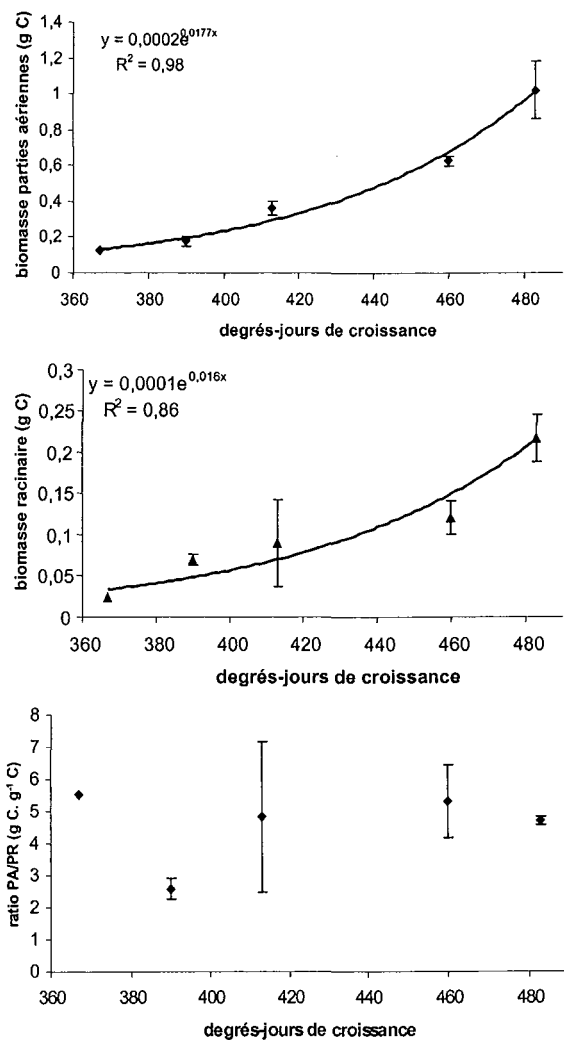 y = 0,0002e^0,0177x
R² = 0,98
biomasse parties aériennes (g C)
1,4
1,2
1
0,8
0,6
0,4
0,2
0
360 380 400 420 440 460 480
degrés-jours de croissance
y = 0,0001e^0,016x
R² = 0,86
biomasse racinaire (g C)
0,3
0,25
0,2
0,15
0,1
0,05
0
360 380 400 420 440 460 480
degrés-jours de croissance
ratio PA/PR (g C. g⁻¹ C)
8
7
6
5
4
3
2
1
0
360 380 400 420 440 460 480
degrés-jours de croissance